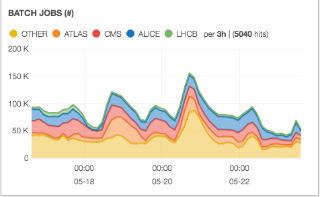 BATCH JOBS (#)
OTHER ATLAS CMS ALICE LHCB per 3h | (5040 hits)
200 K
150 K
100 K
50 K
0
00:00 00:00 00:00
05-18 05-20 05-22